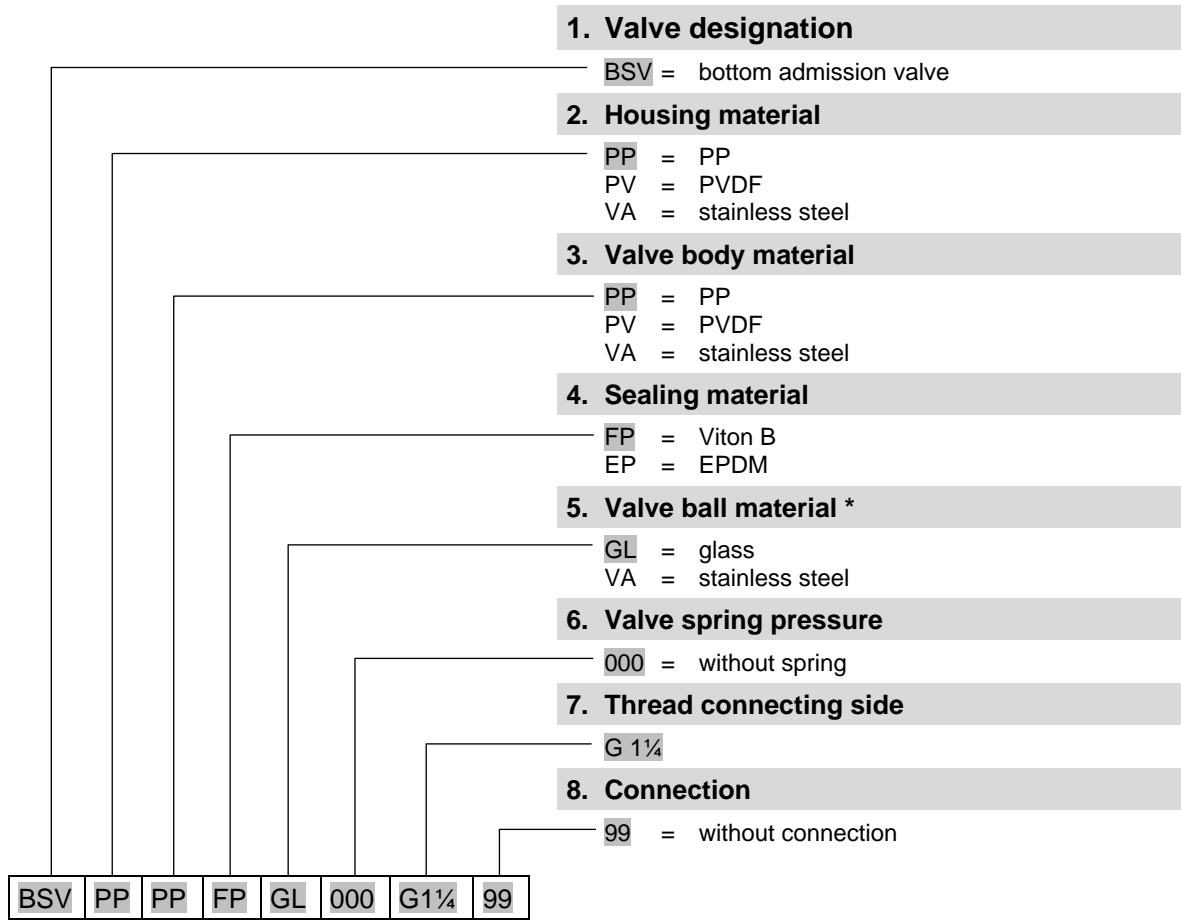 1. Valve designation
BSV = bottom admission valve
2. Housing material
PP = PP
PV = PVDF
VA = stainless steel
3. Valve body material
PP = PP
PV = PVDF
VA = stainless steel
4. Sealing material
FP = Viton B
EP = EPDM
5. Valve ball material *
GL = glass
VA = stainless steel
6. Valve spring pressure
000 = without spring
7. Thread connecting side
G 1¼
8. Connection
99 = without connection
BSV PP PP FP GL 000 G1¼ 99